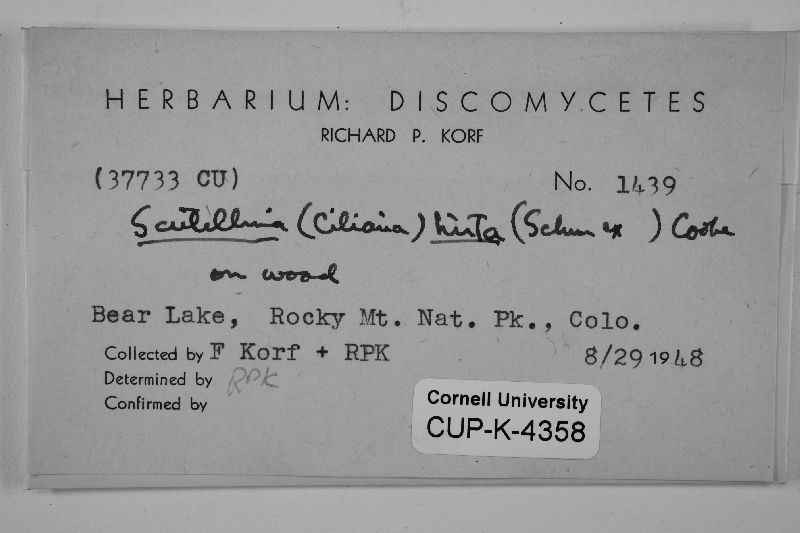 HERBARIUM: DISCOMYCETES
RICHARD P. KORF
(37733 CU) No. 1439
Scutellinia (Ciliaria) hirta (Schum ex ) Cooke
on wood
Bear Lake, Rocky Mt. Nat. Pk., Colo.
Collected by F Korf + RPK 8/29 1948
Determined by RPK
Confirmed by
Cornell University
CUP-K-4358